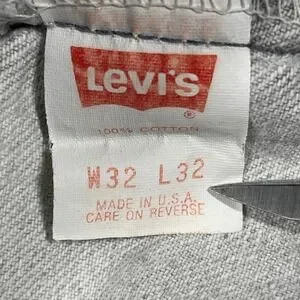 Levi's
®
100% COTTON
W32 L32
MADE IN U.S.A.
CARE ON REVERSE